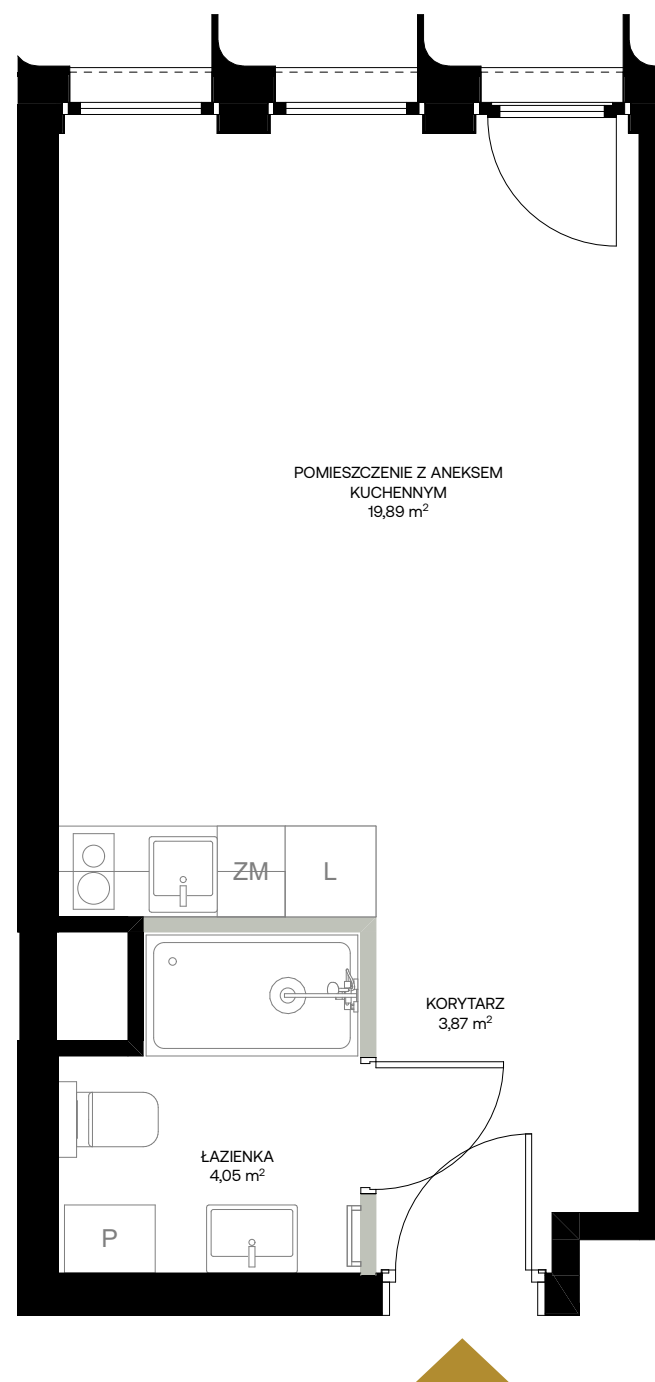 POMIESZCZENIE Z ANEKSEM
KUCHENNYM
19,89 m²
ZM
L
KORYTARZ
3,87 m²
ŁAZIENKA
4,05 m²
P